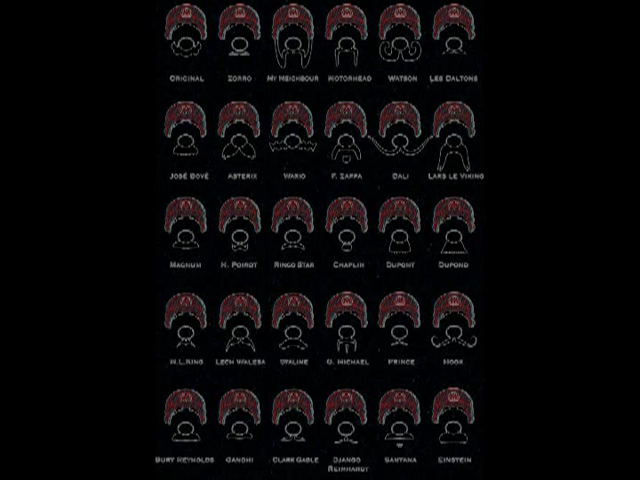 ORIGINAL ZORRO MY NEIGHBOUR MOTORHEAD WATSON LES DALTONS
JOSÉ BOVÉ ASTERIX WARIO F. ZAPPA DALI LARS LE VIKING
MAGNUM H. POIROT RINGO STAR CHAPLIN DUPONT DUPOND
M.L.KING LECH WALESA STALINE G. MICHAEL PRINCE MOOR
BURT REYNOLDS GANDHI CLARK GABLE DJANGO REINHARDT SANTANA EINSTEIN